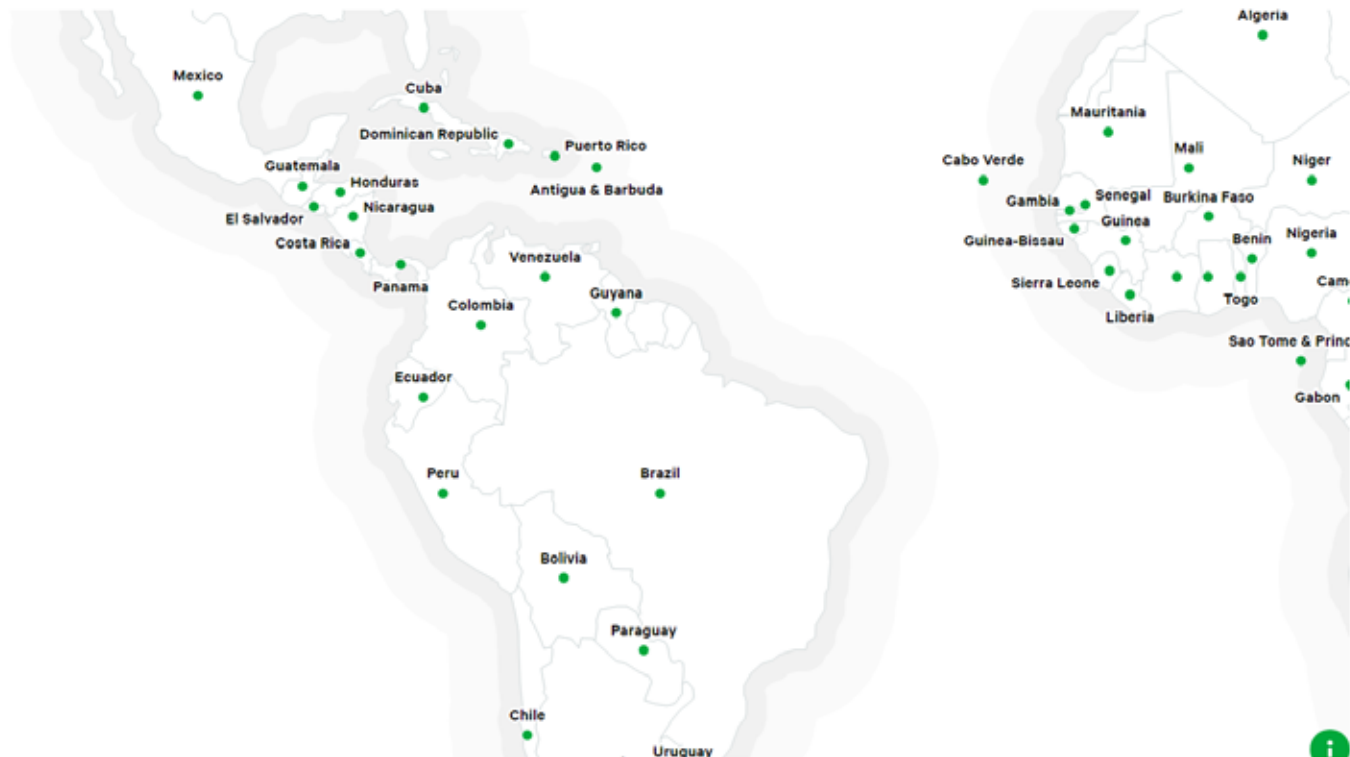 Algeria
Mexico
Cuba
Mauritania
Dominican Republic
Puerto Rico
Mali
Cabo Verde
Niger
Guatemala
Honduras
Antigua & Barbuda
Senegal
Burkina Faso
Gambia
Nicaragua
El Salvador
Guinea
Nigeria
Guinea-Bissau
Benin
Costa Rica
Venezuela
Sierra Leone
Cam
Panama
Guyana
Togo
Colombia
Liberia
Sao Tome & Princ
Ecuador
Gabon
Peru
Brazil
Bolivia
Paraguay
Chile
Uruguay
i